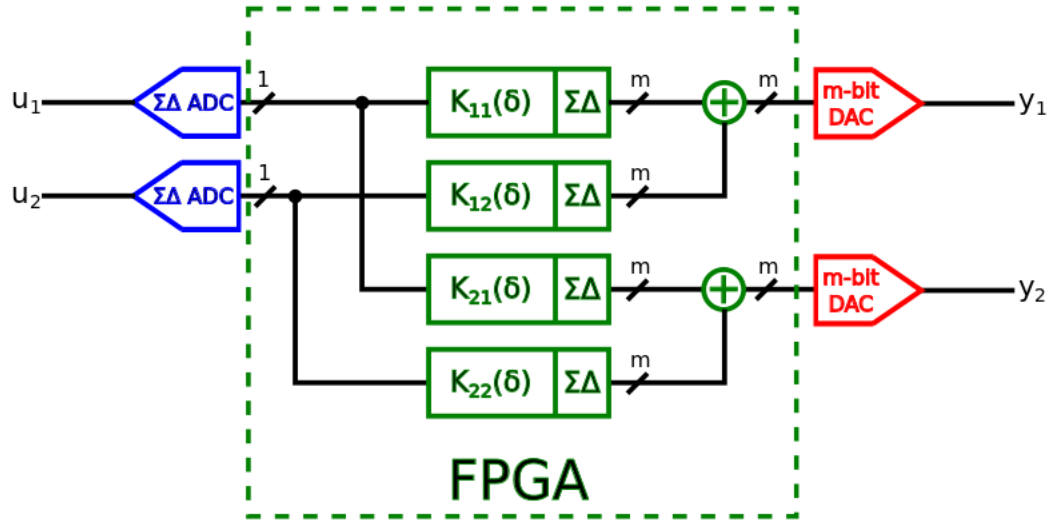 u₁
ΣΔ ADC
1
K₁₁(δ)
ΣΔ
m
m
m-bit
DAC
y₁
u₂
ΣΔ ADC
1
K₁₂(δ)
ΣΔ
m
K₂₁(δ)
ΣΔ
m
m
m-bit
DAC
y₂
K₂₂(δ)
ΣΔ
m
FPGA